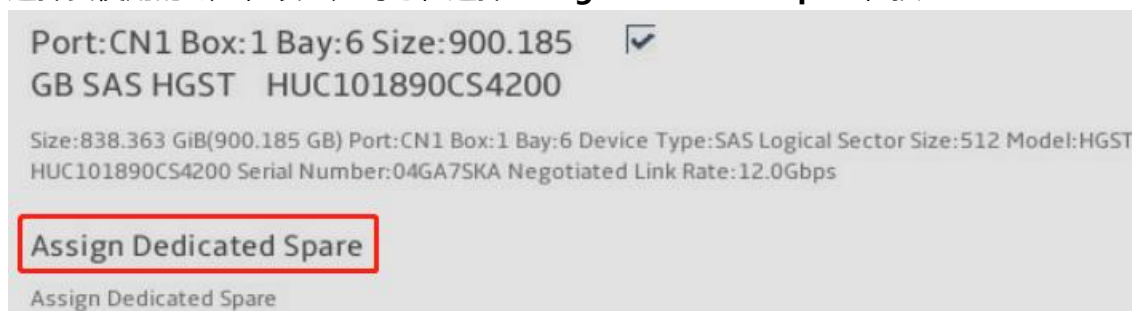 Port:CN1 Box:1 Bay:6 Size:900.185
GB SAS HGST HUC101890CS4200
Size:838.363 GiB(900.185 GB) Port:CN1 Box:1 Bay:6 Device Type:SAS Logical Sector Size:512 Model:HGST
HUC101890CS4200 Serial Number:04GA7SKA Negotiated Link Rate:12.0Gbps
Assign Dedicated Spare
Assign Dedicated Spare